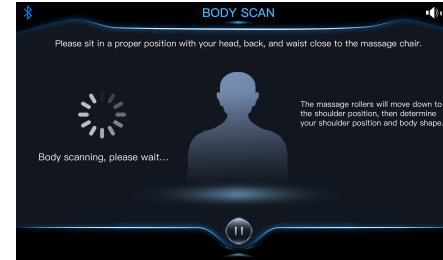 BODY SCAN
Please sit in a proper position with your head, back, and waist close to the massage chair.
The massage rollers will move down to
the shoulder position, then determine
your shoulder position and body shape.
Body scanning, please wait...